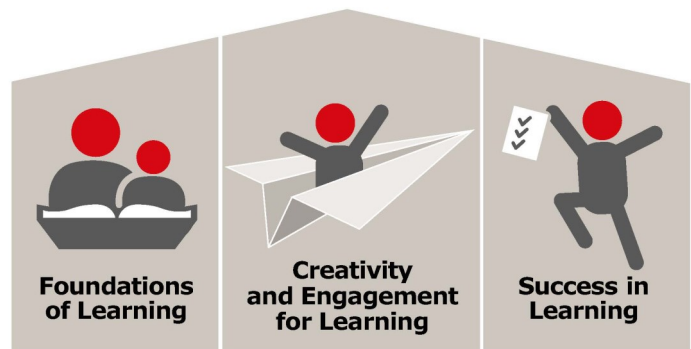 Foundations
of Learning
Creativity
and Engagement
for Learning
Success in
Learning